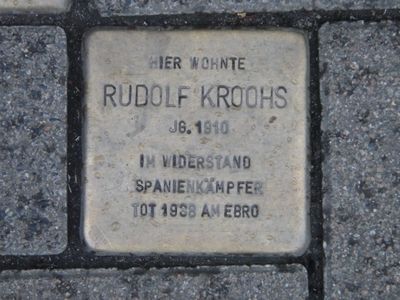 HIER WOHNTE
RUDOLF KROOHS
JG. 1910
IM WIDERSTAND
SPANIENKÄMPFER
TOT 1938 AM EBRO